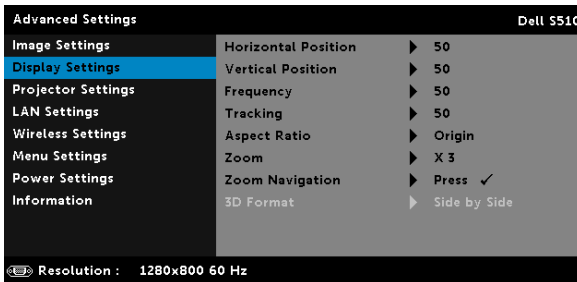 Advanced Settings Dell S510
Image Settings
Display Settings
Projector Settings
LAN Settings
Wireless Settings
Menu Settings
Power Settings
Information
Horizontal Position 50
Vertical Position 50
Frequency 50
Tracking 50
Aspect Ratio Origin
Zoom X 3
Zoom Navigation Press ✓
3D Format Side by Side
Resolution : 1280x800 60 Hz